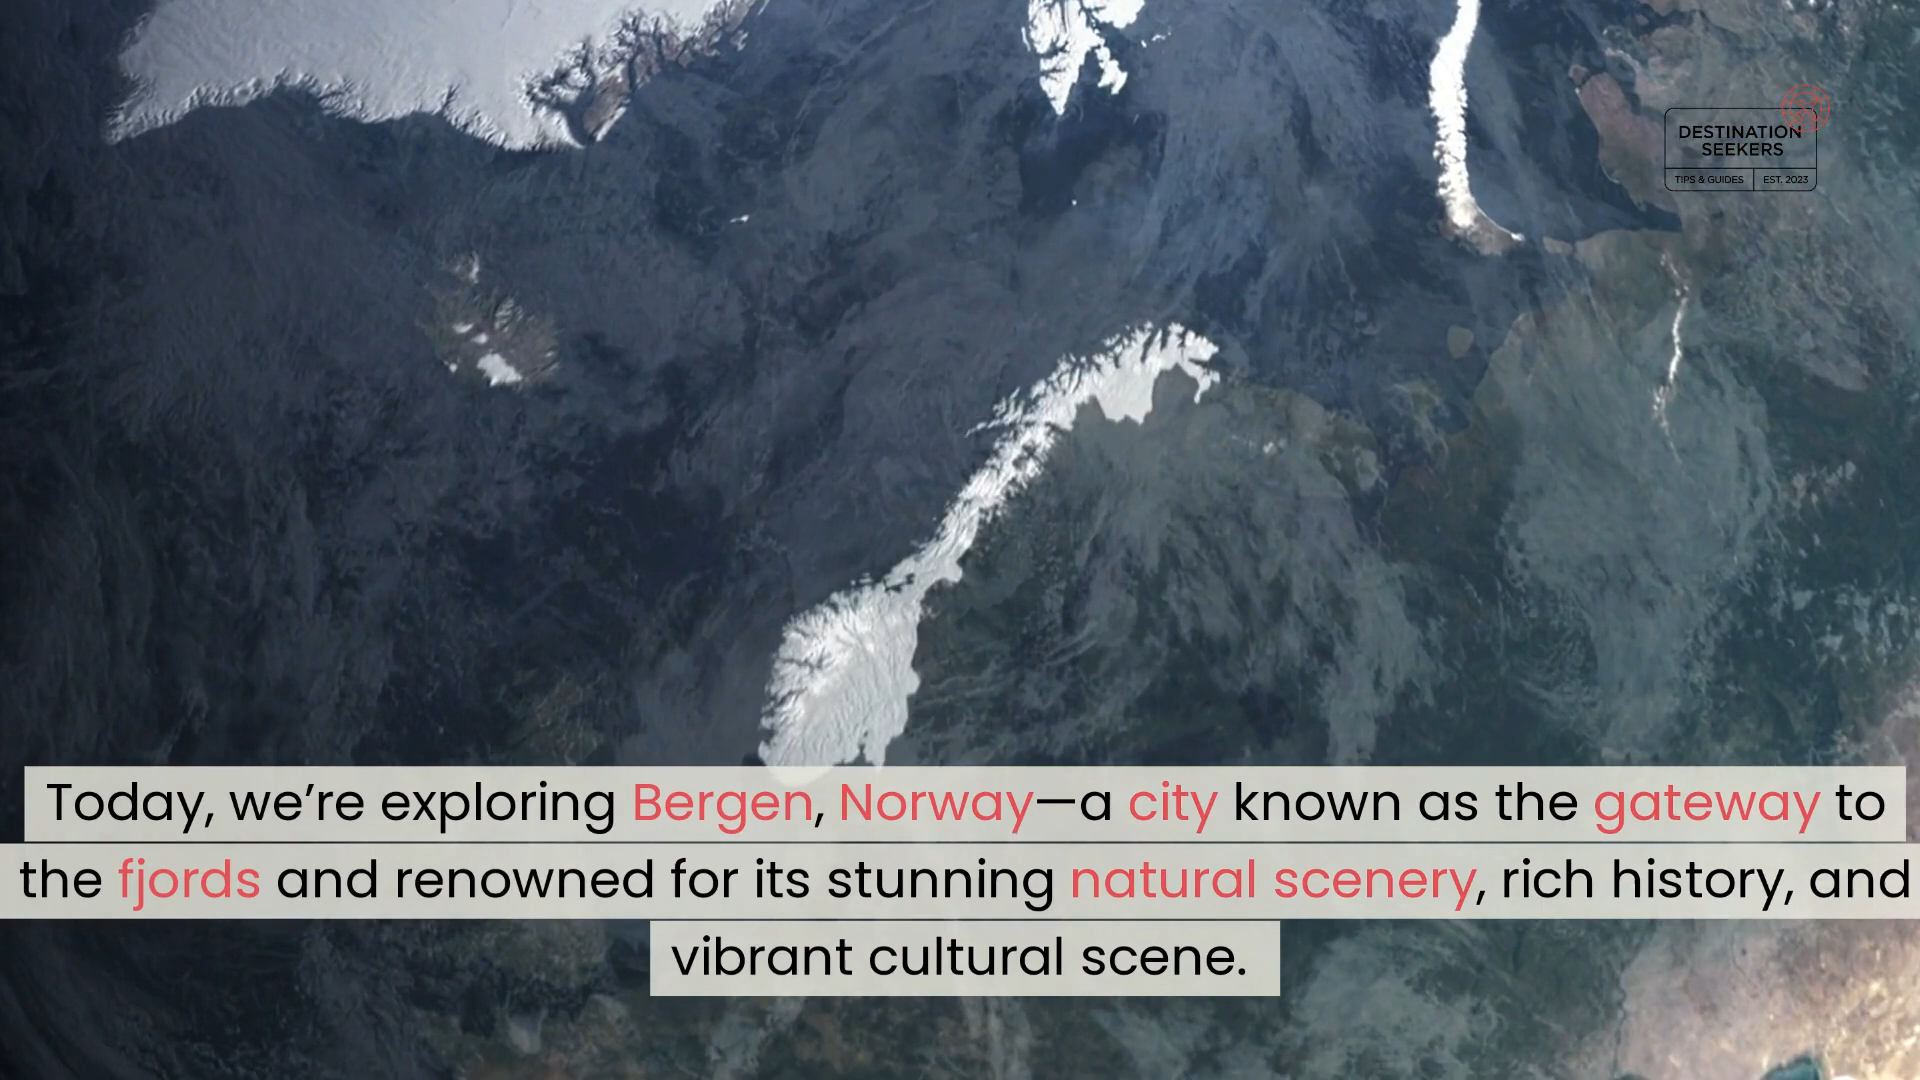 DESTINATION
SEEKERS
TIPS & GUIDES EST. 2023
Today, we’re exploring Bergen, Norway—a city known as the gateway to
the fjords and renowned for its stunning natural scenery, rich history, and
vibrant cultural scene.